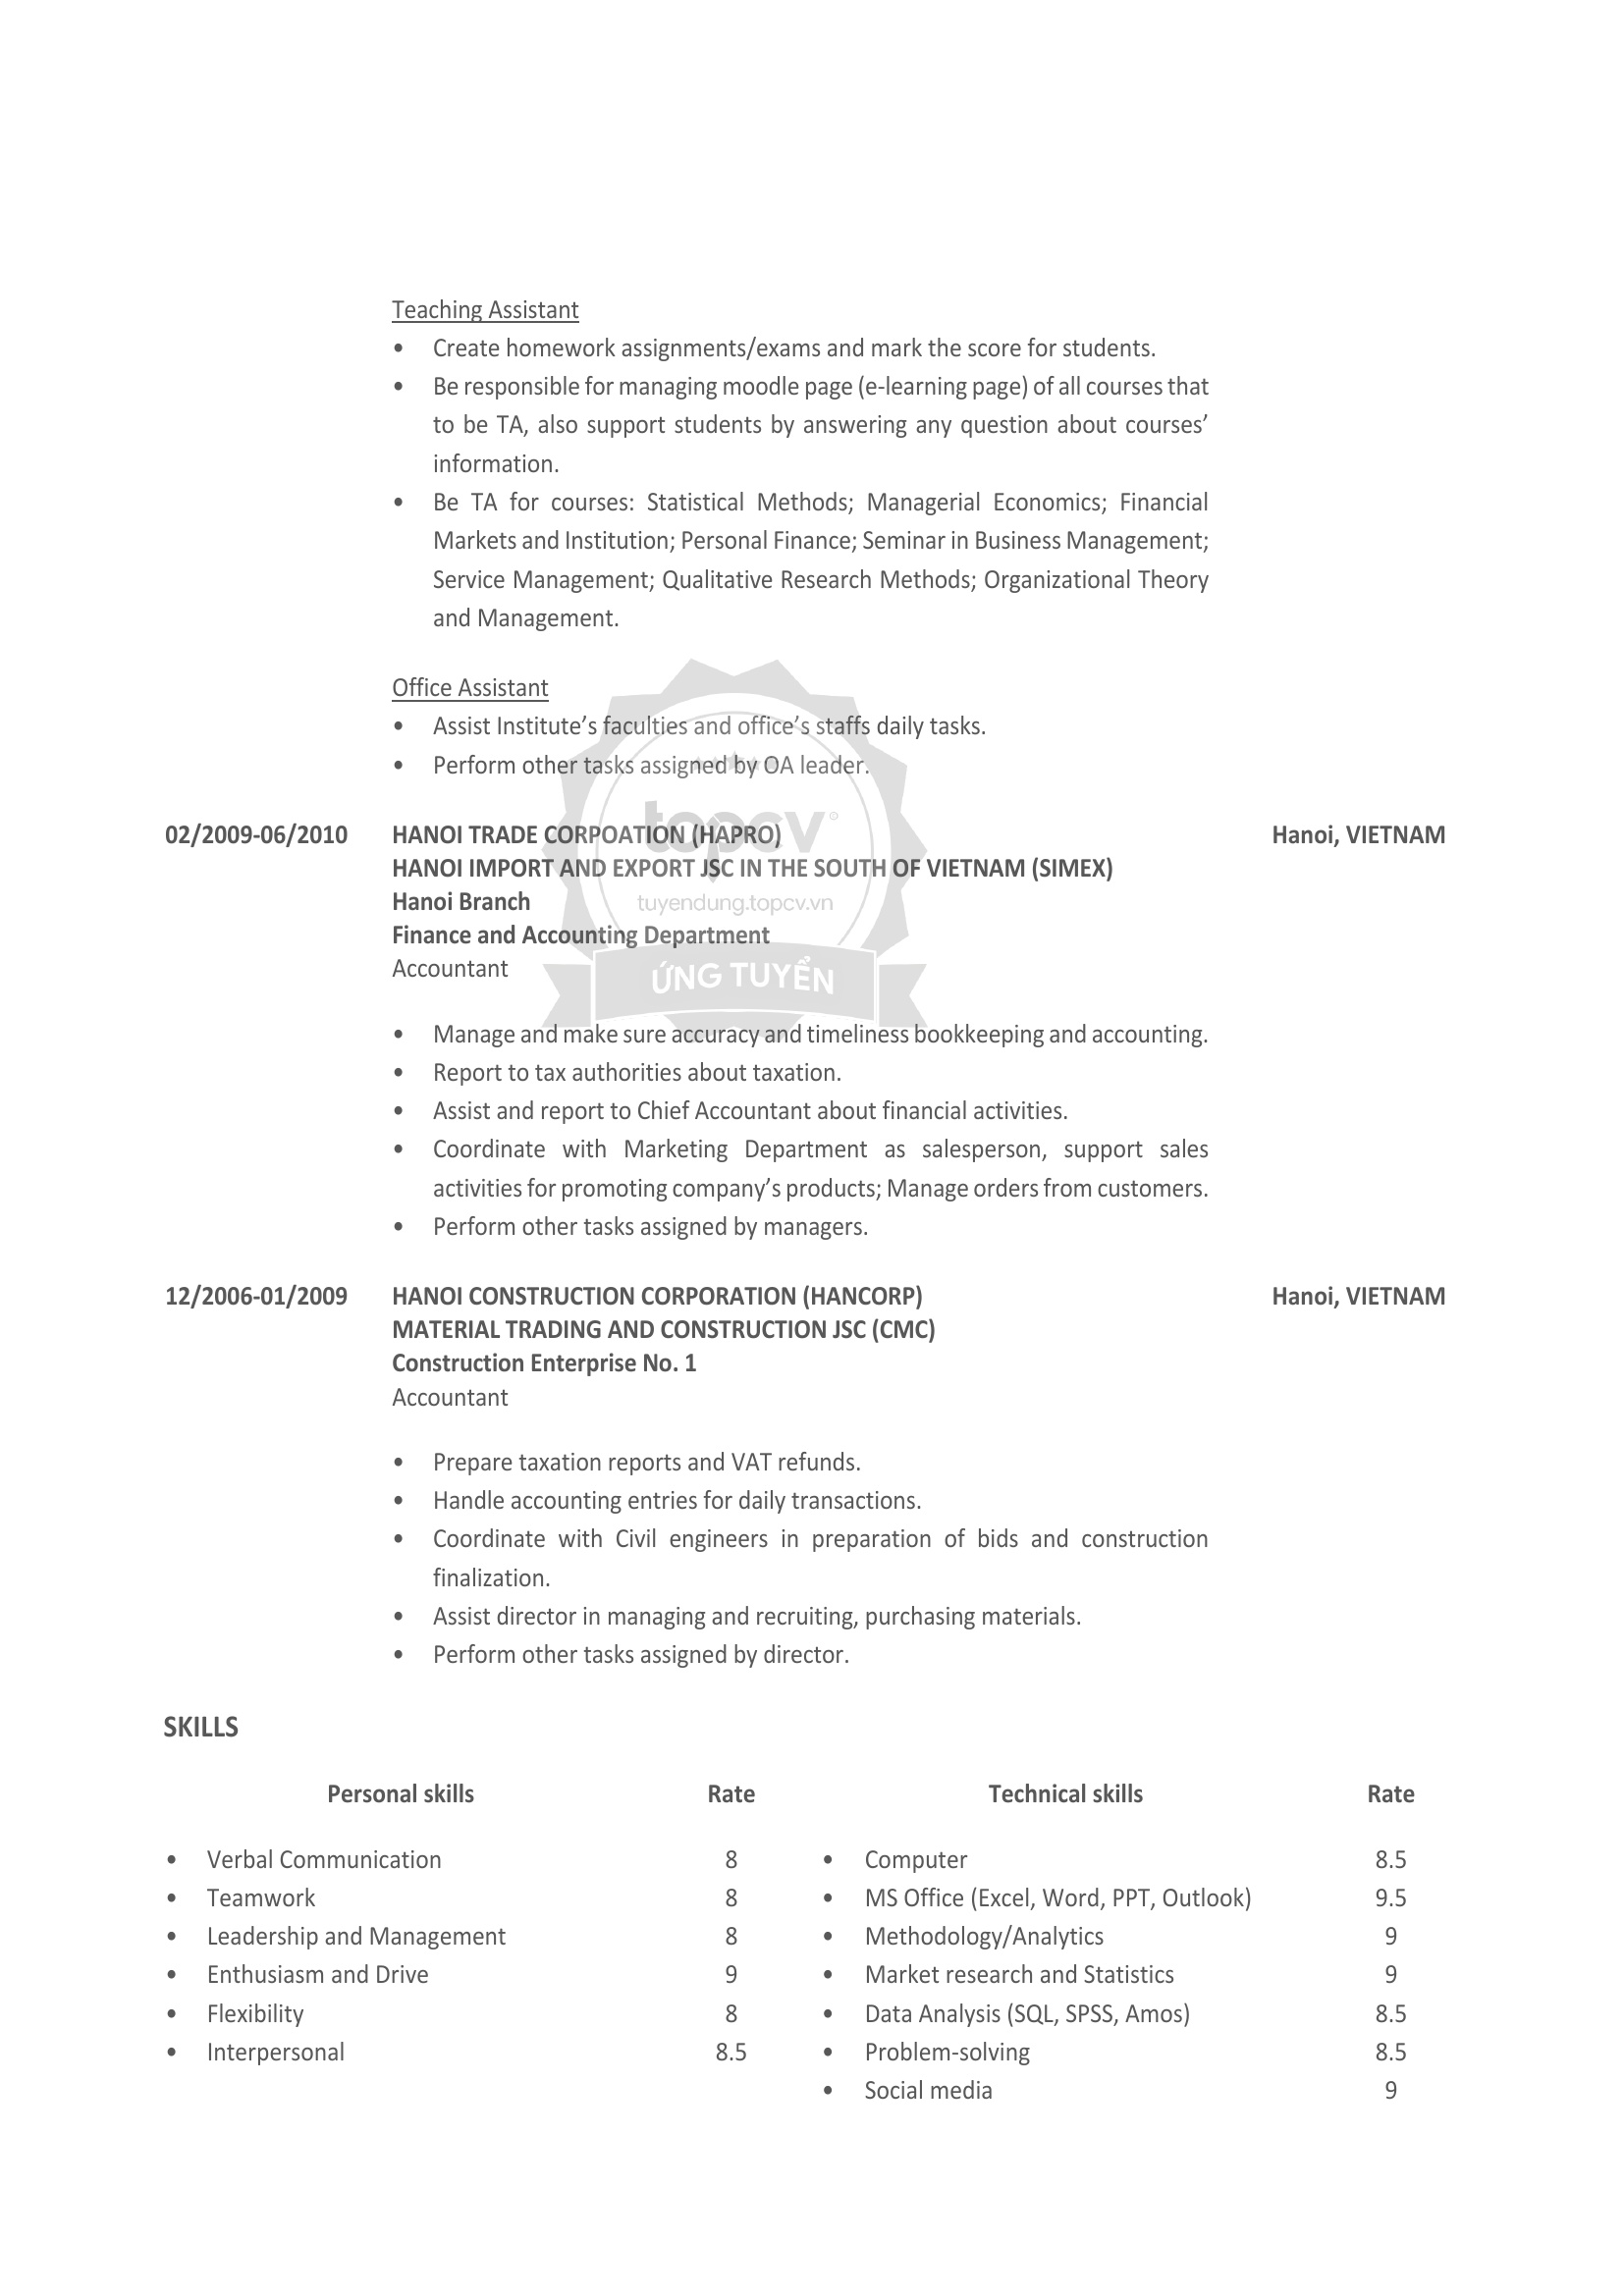 Teaching Assistant
• Create homework assignments/exams and mark the score for students.
• Be responsible for managing moodle page (e-learning page) of all courses that
to be TA, also support students by answering any question about courses’
information.
• Be TA for courses: Statistical Methods; Managerial Economics; Financial
Markets and Institution; Personal Finance; Seminar in Business Management;
Service Management; Qualitative Research Methods; Organizational Theory
and Management.
Office Assistant
• Assist Institute’s faculties and office’s staffs daily tasks.
• Perform other tasks assigned by OA leader.
topcv
tuyendung.topcv.vn
ỨNG TUYỂN
02/2009-06/2010 HANOI TRADE CORPOATION (HAPRO) Hanoi, VIETNAM
HANOI IMPORT AND EXPORT JSC IN THE SOUTH OF VIETNAM (SIMEX)
Hanoi Branch
Finance and Accounting Department
Accountant
• Manage and make sure accuracy and timeliness bookkeeping and accounting.
• Report to tax authorities about taxation.
• Assist and report to Chief Accountant about financial activities.
• Coordinate with Marketing Department as salesperson, support sales
activities for promoting company’s products; Manage orders from customers.
• Perform other tasks assigned by managers.
12/2006-01/2009 HANOI CONSTRUCTION CORPORATION (HANCORP) Hanoi, VIETNAM
MATERIAL TRADING AND CONSTRUCTION JSC (CMC)
Construction Enterprise No. 1
Accountant
• Prepare taxation reports and VAT refunds.
• Handle accounting entries for daily transactions.
• Coordinate with Civil engineers in preparation of bids and construction
finalization.
• Assist director in managing and recruiting, purchasing materials.
• Perform other tasks assigned by director.
SKILLS
Personal skills Rate Technical skills Rate
• Verbal Communication 8 • Computer 8.5
• Teamwork 8 • MS Office (Excel, Word, PPT, Outlook) 9.5
• Leadership and Management 8 • Methodology/Analytics 9
• Enthusiasm and Drive 9 • Market research and Statistics 9
• Flexibility 8 • Data Analysis (SQL, SPSS, Amos) 8.5
• Interpersonal 8.5 • Problem-solving 8.5
• Social media 9